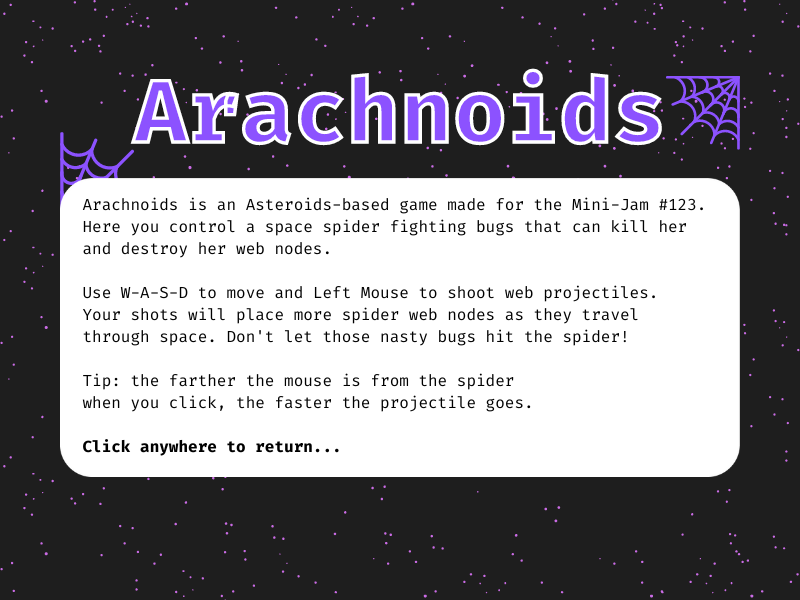 Arachnoids
Arachnoids is an Asteroids-based game made for the Mini-Jam #123.
Here you control a space spider fighting bugs that can kill her
and destroy her web nodes.
Use W-A-S-D to move and Left Mouse to shoot web projectiles.
Your shots will place more spider web nodes as they travel
through space. Don't let those nasty bugs hit the spider!
Tip: the farther the mouse is from the spider
when you click, the faster the projectile goes.
Click anywhere to return...